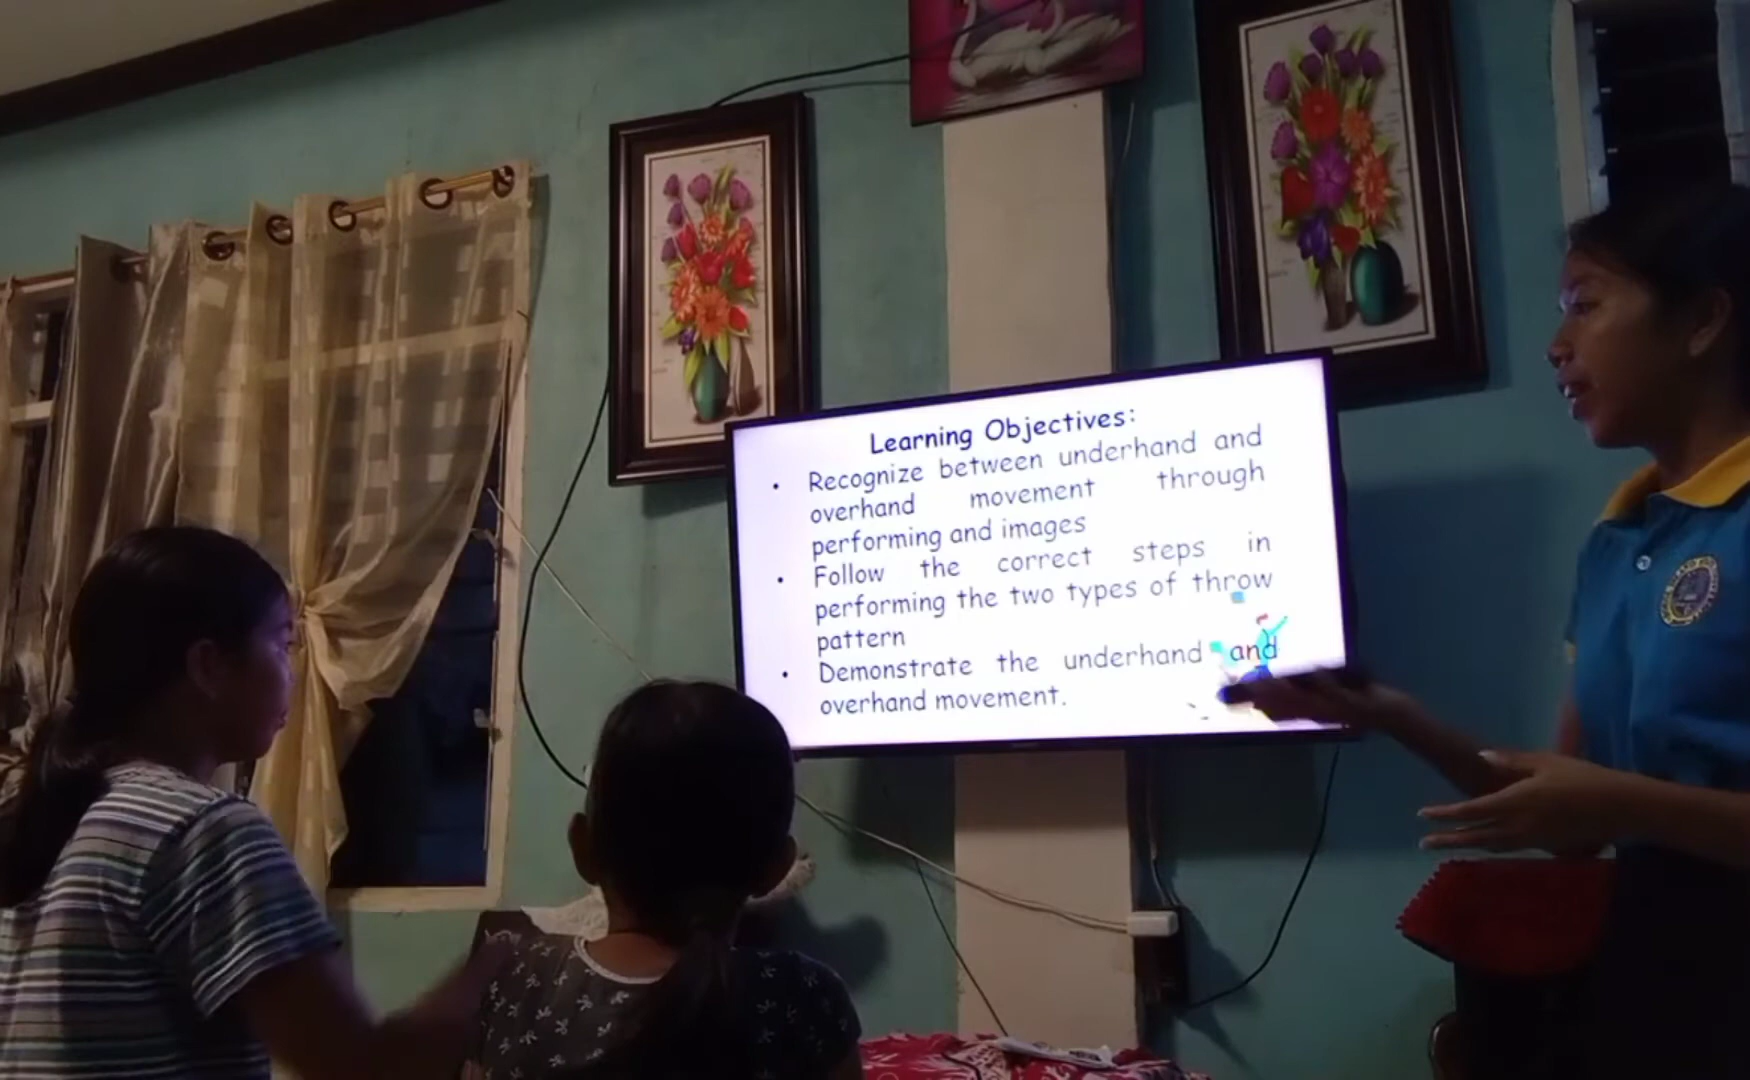 Learning Objectives:
• Recognize between underhand and
overhand movement through
performing and images
• Follow the correct steps in
performing the two types of throw
pattern
• Demonstrate the underhand and
overhand movement.